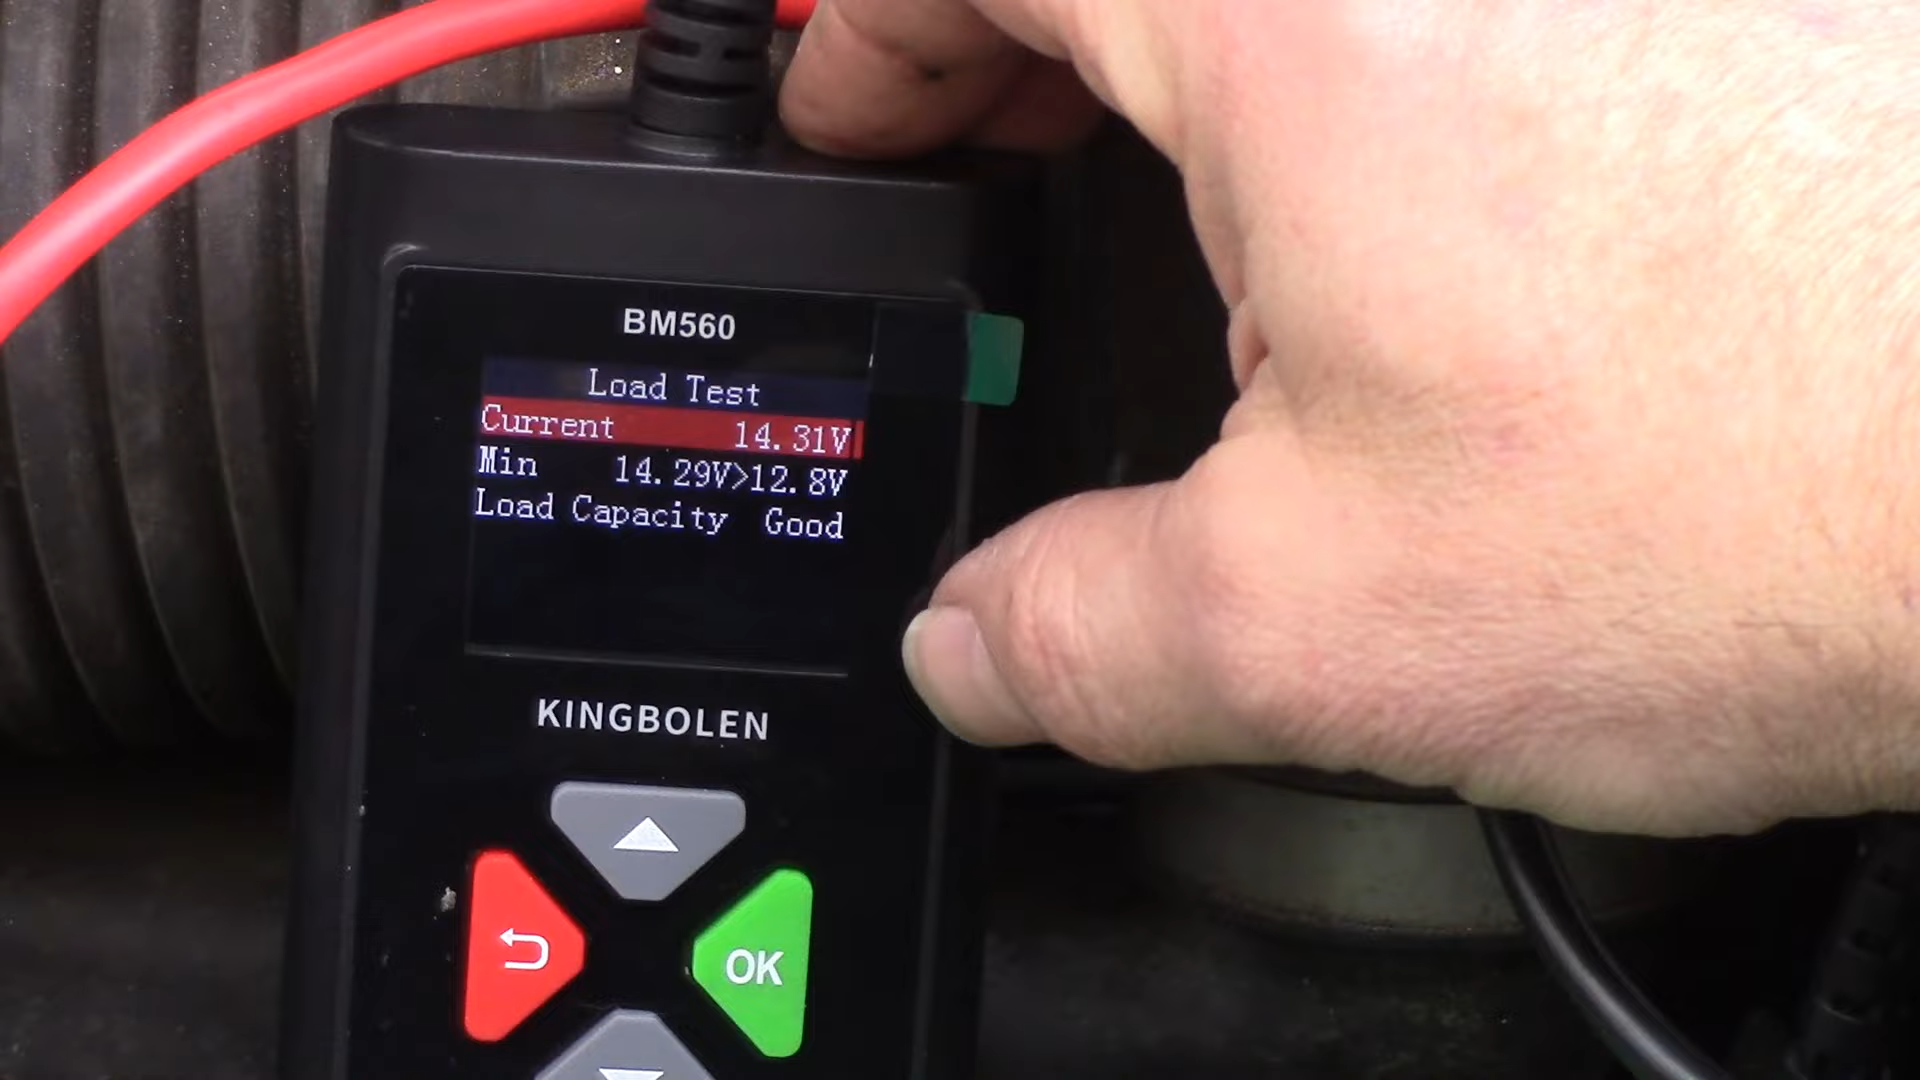 BM560
Load Test
Current 14.31V
Min 14.29V>12.8V
Load Capacity Good
KINGBOLEN
OK